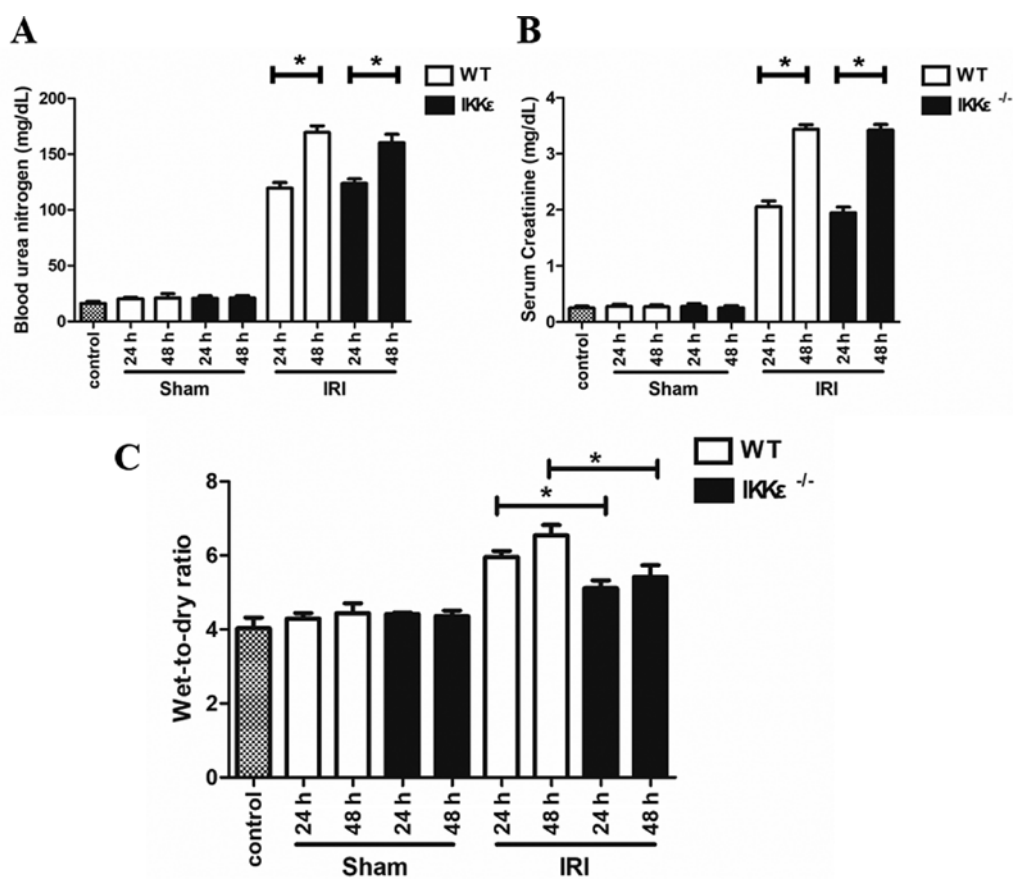 A
* *
WT
IKKε
Blood urea nitrogen (mg/dL)
200
150
100
50
0
control
24 h
48 h
24 h
48 h
24 h
48 h
24 h
48 h
Sham
IRI
B
* *
WT
IKKε -/-
Serum Creatinine (mg/dL)
4
3
2
1
0
control
24 h
48 h
24 h
48 h
24 h
48 h
24 h
48 h
Sham
IRI
C
*
*
WT
IKKε -/-
Wet-to-dry ratio
8
6
4
2
0
control
24 h
48 h
24 h
48 h
24 h
48 h
24 h
48 h
Sham
IRI